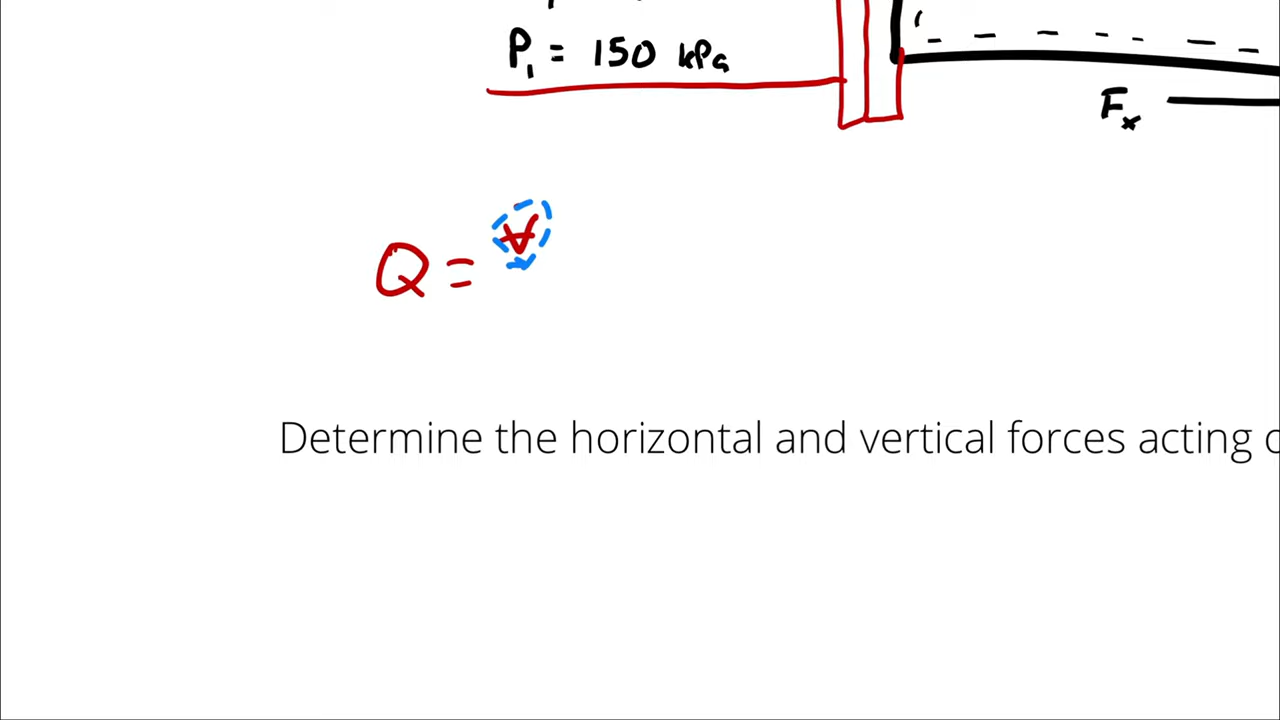 P₁ = 150 kPa
Fₓ
Q = V̶
Determine the horizontal and vertical forces acting